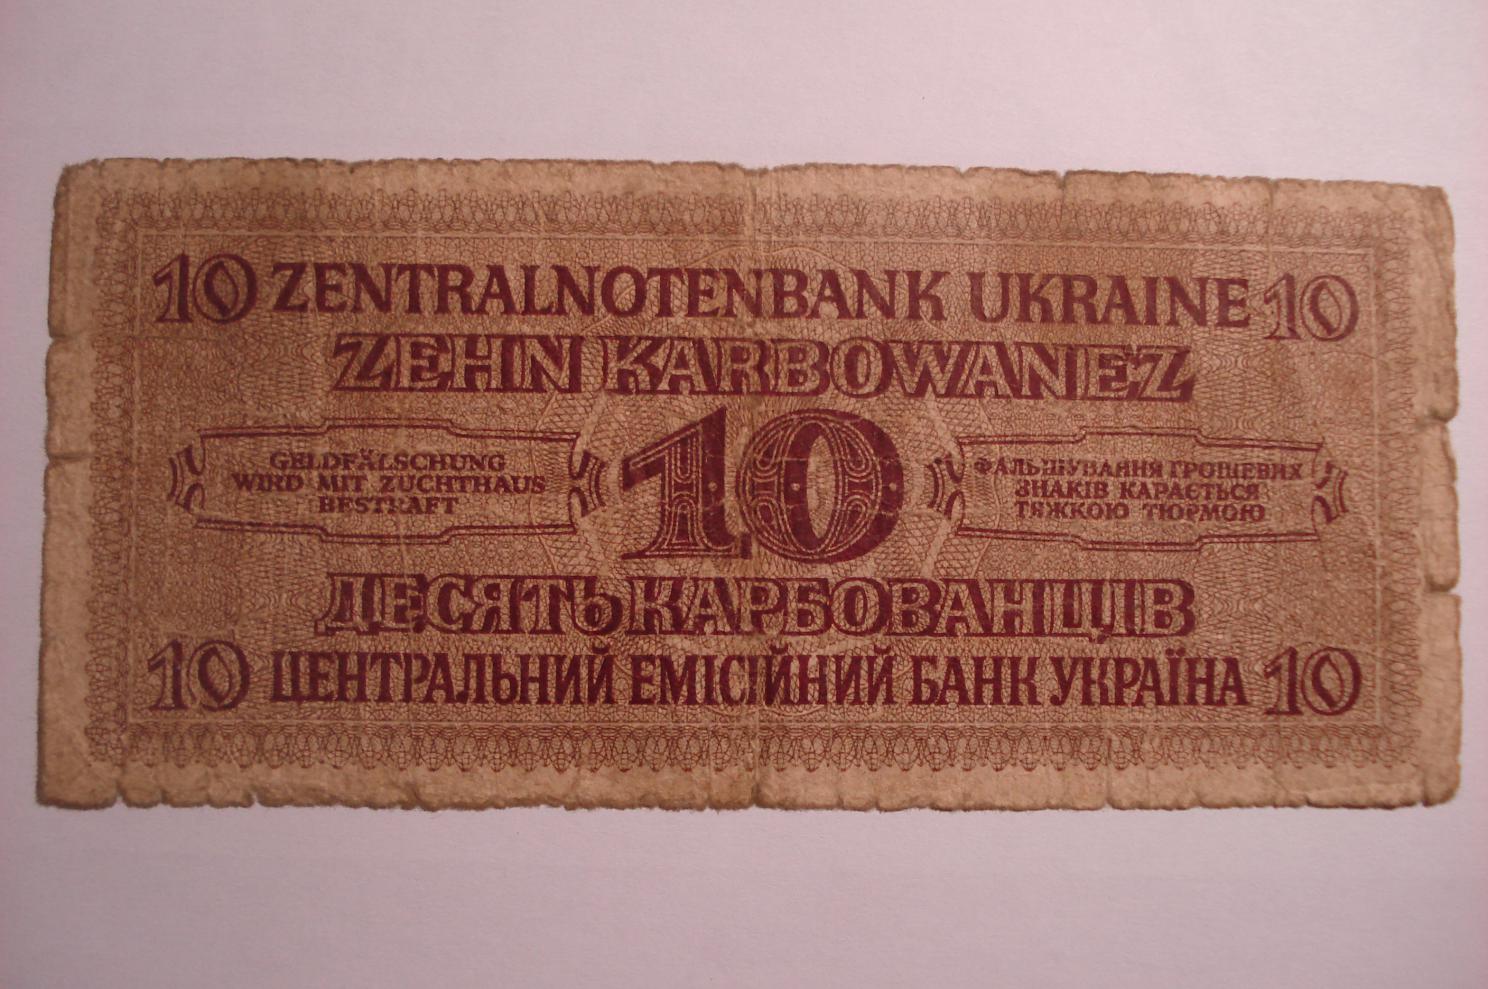 10 ZENTRALNOTENBANK UKRAINE 10
ZEHN KARBOWANEZ
GELDFÄLSCHUNG
WIRD MIT ZUCHTHAUS
BESTRAFT
10
ФАЛЬШУВАННЯ ГРОШЕВИХ
ЗНАКІВ КАРАЄТЬСЯ
ТЯЖКОЮ ТЮРМОЮ
ДЕСЯТЬ КАРБОВАНЦІВ
10 ЦЕНТРАЛЬНИЙ ЕМІСІЙНИЙ БАНК УКРАЇНА 10